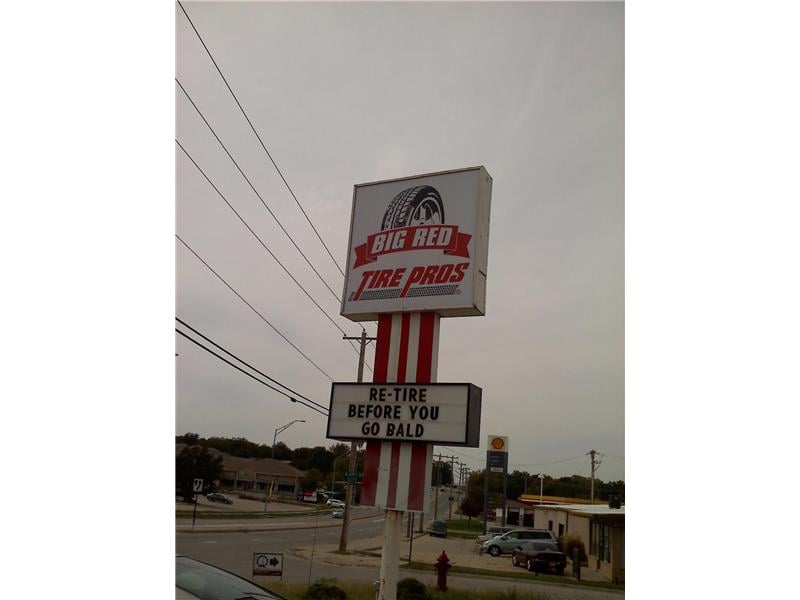 BIG RED
TIRE PROS
RE-TIRE
BEFORE YOU
GO BALD